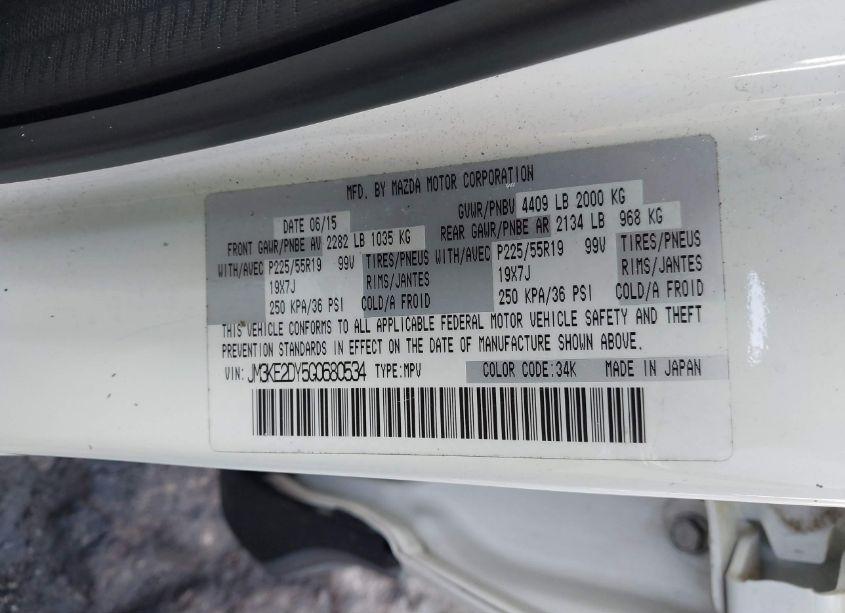 MFD. BY MAZDA MOTOR CORPORATION
DATE 06/15 GVWR/PNBV 4409 LB 2000 KG
FRONT GAWR/PNBE AV 2282 LB 1035 KG REAR GAWR/PNBE AR 2134 LB 968 KG
WITH/AVEC P225/55R19 99V TIRES/PNEUS WITH/AVEC P225/55R19 99V TIRES/PNEUS
19X7J RIMS/JANTES 19X7J RIMS/JANTES
250 KPA/36 PSI COLD/A FROID 250 KPA/36 PSI COLD/A FROID
THIS VEHICLE CONFORMS TO ALL APPLICABLE FEDERAL MOTOR VEHICLE SAFETY AND THEFT
PREVENTION STANDARDS IN EFFECT ON THE DATE OF MANUFACTURE SHOWN ABOVE.
VIN: JM3KE2DY5G0680534 TYPE:MPV COLOR CODE:34K MADE IN JAPAN